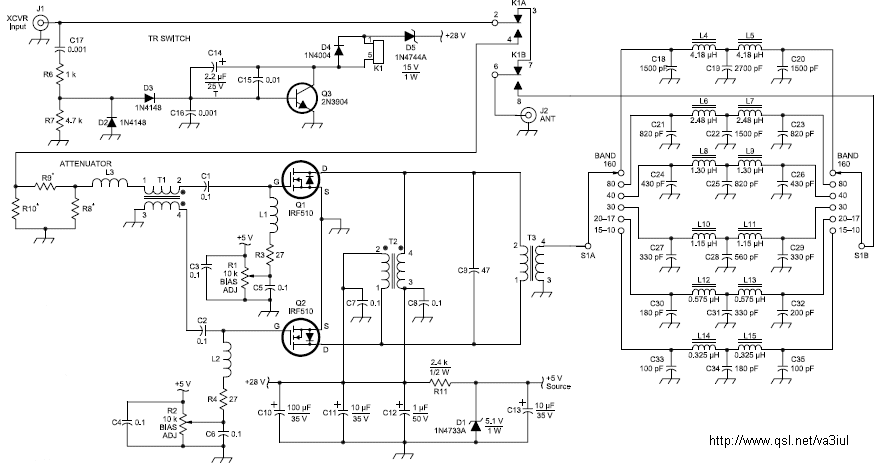 J1
XCVR
Input
C17
0.001
TR SWITCH
R6 1 k
R7 4.7 k
D2 1N4148
D3
1N4148
C14
+
2.2 µF
25 V
T
C15 0.01
C16 0.001
Q3
2N3904
D4
1N4004
1
5
K1
D5
1N4744A
15 V
1 W
+28 V
K1A
2
3
4
K1B
6
7
8
J2
ANT
ATTENUATOR
R9*
R10*
R8*
L3
T1
1 2
3 4
C1
0.1
G
D
S
Q1
IRF510
L1
R3 27
+5 V
C3
0.1
R1
10 k
BIAS
ADJ
C5
0.1
C2
0.1
Q2
IRF510
G
S
D
L2
R4 27
+5 V
C4 0.1
R2
10 k
BIAS
ADJ
C6 0.1
T2
2 4
1 3
C7 0.1
C8 0.1
C9 47
T3
2 4
1 3
+28 V
C10 100 µF
35 V
C11 10 µF
35 V
C12 1 µF
50 V
2.4 k
1/2 W
R11
+5 V
Source
D1
1N4733A
5.1 V
1 W
C13 10 µF
35 V
S1A
BAND
160
80
40
30
20–17
15–10
C18
1500 pF
L4
4.18 µH
C19 2700 pF
L5
4.18 µH
C20
1500 pF
C21
820 pF
L6
2.48 µH
C22 1500 pF
L7
2.48 µH
C23
820 pF
C24
430 pF
L8
1.30 µH
C25 820 pF
L9
1.30 µH
C26
430 pF
C27
330 pF
L10
1.15 µH
C28 560 pF
L11
1.15 µH
C29
330 pF
C30
180 pF
L12
0.575 µH
C31 330 pF
L13
0.575 µH
C32
200 pF
C33
100 pF
L14
0.325 µH
C34 180 pF
L15
0.325 µH
C35
100 pF
BAND
160
80
40
30
20–17
15–10
S1B
http://www.qsl.net/va3iul